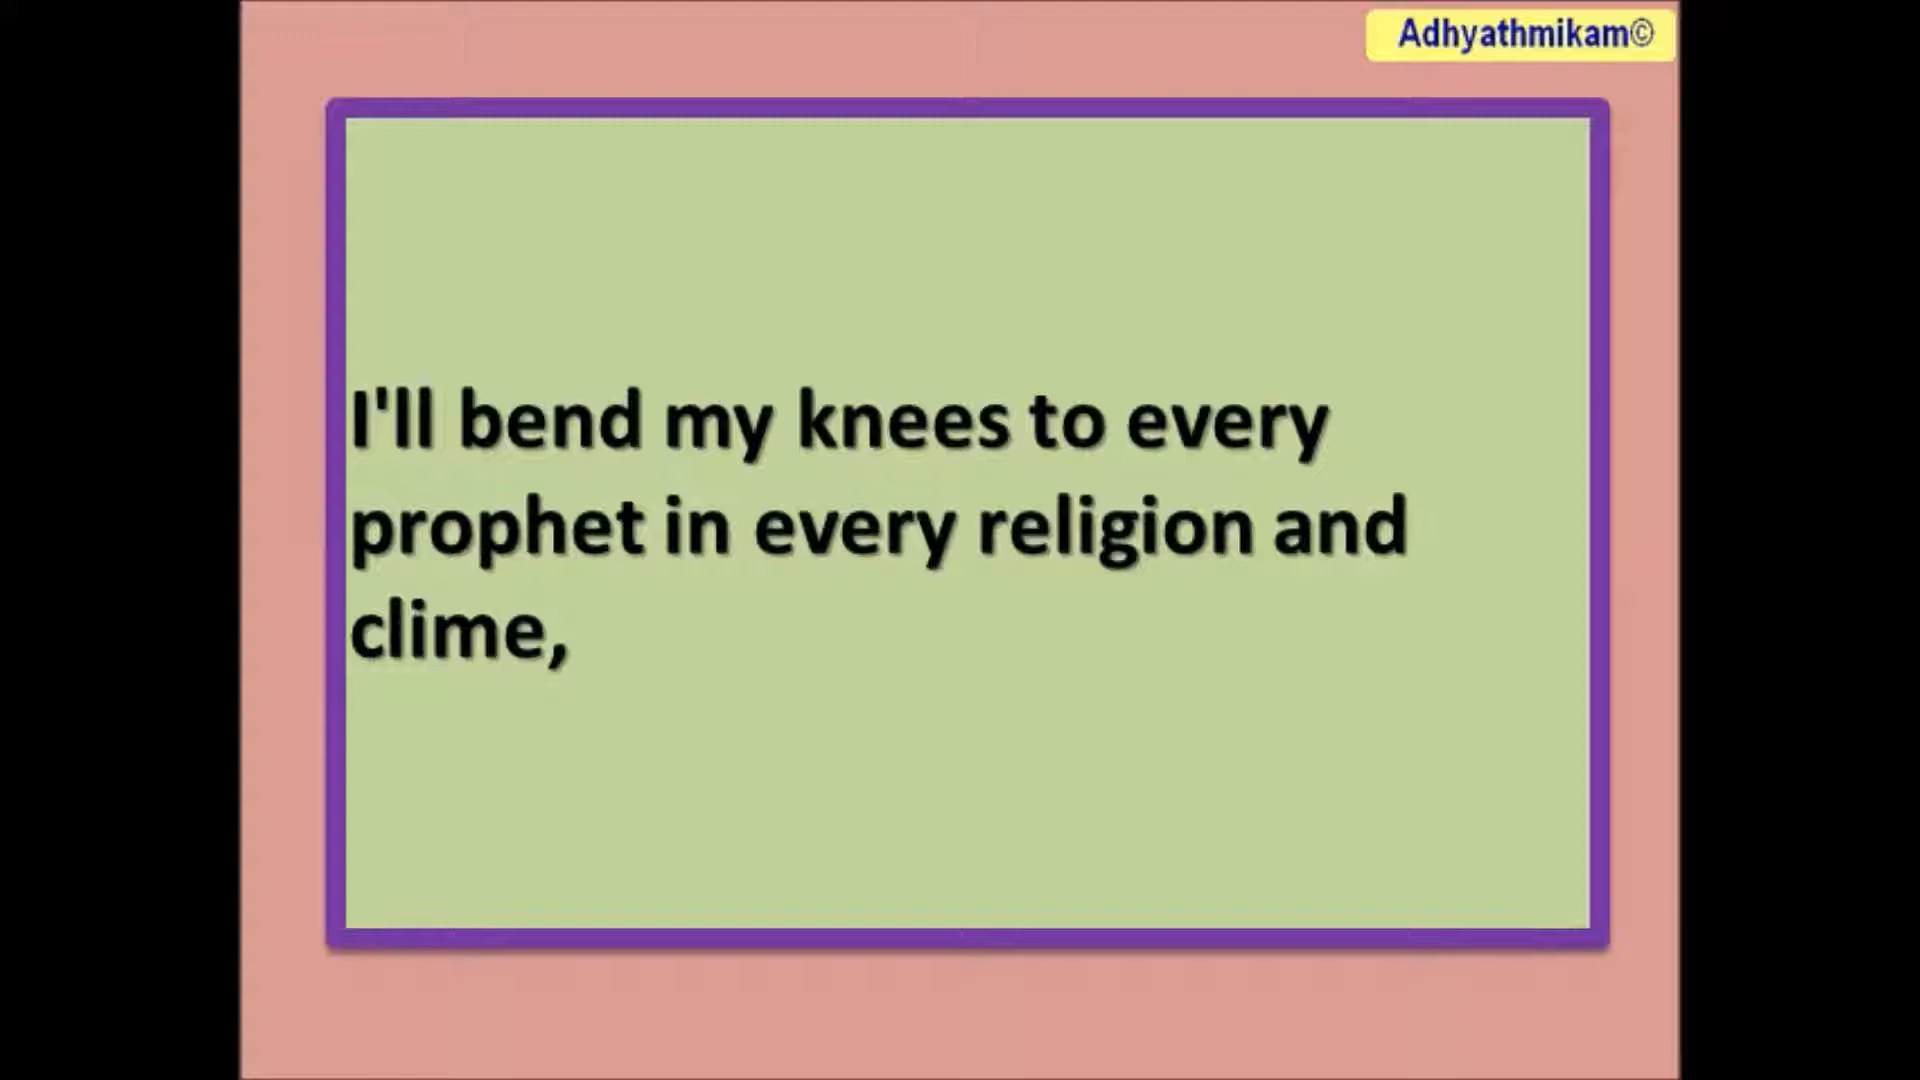 Adhyathmikam©
I'll bend my knees to every
prophet in every religion and
clime,